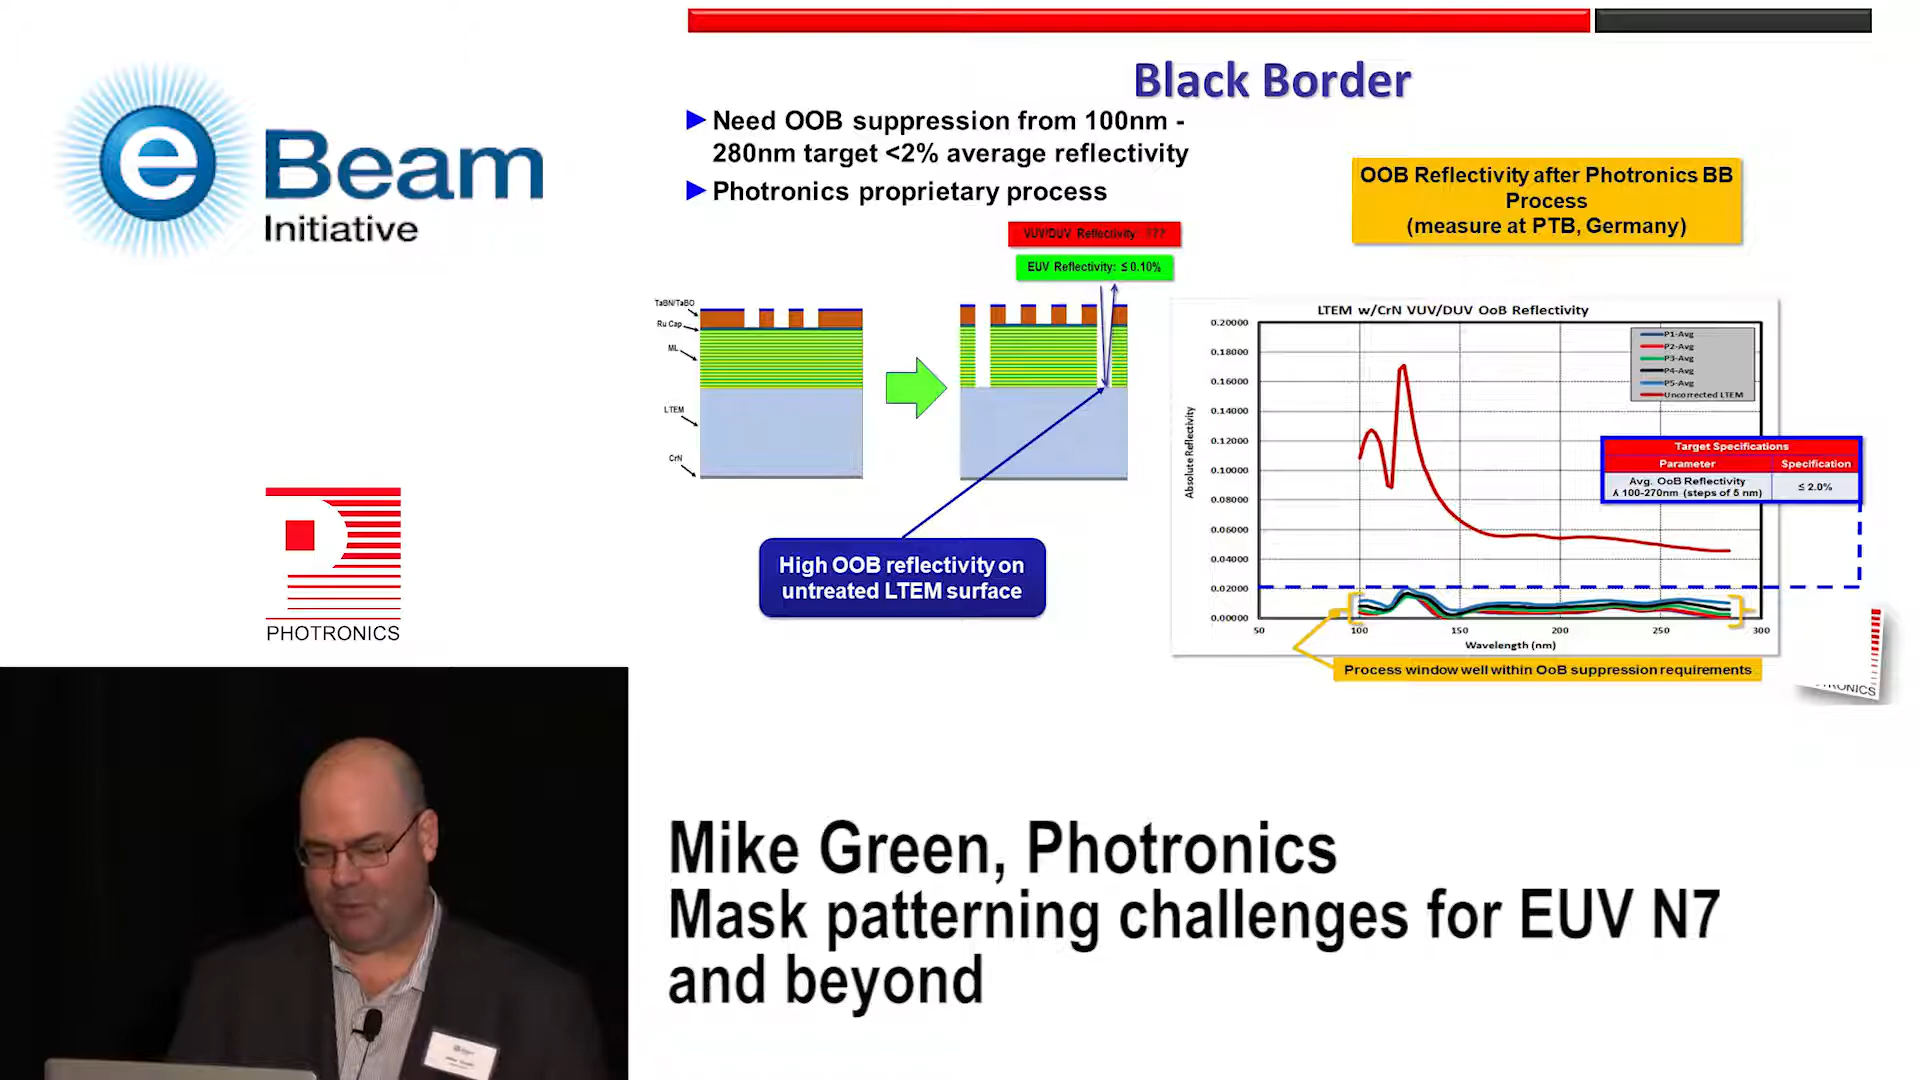 e Beam
Initiative
PHOTRONICS
Black Border
Need OOB suppression from 100nm -
280nm target <2% average reflectivity
Photronics proprietary process
VUV/DUV Reflectivity: ???
EUV Reflectivity: ≤0.10%
TaBN/TaBO
Ru Cap
ML
LTEM
CrN
High OOB reflectivity on
untreated LTEM surface
OOB Reflectivity after Photronics BB
Process
(measure at PTB, Germany)
LTEM w/CrN VUV/DUV OoB Reflectivity
Absolute Reflectivity
0.20000
0.18000
0.16000
0.14000
0.12000
0.10000
0.08000
0.06000
0.04000
0.02000
0.00000
50 100 150 200 250 300
Wavelength (nm)
P1-Avg
P2-Avg
P3-Avg
P4-Avg
P5-Avg
Uncorrected LTEM
Target Specifications
Parameter Specification
Avg. OoB Reflectivity
100-270nm (steps of nm) ≤ 2.0%
Process window well within OoB suppression requirements
Mike Green, Photronics
Mask patterning challenges for EUV N7
and beyond